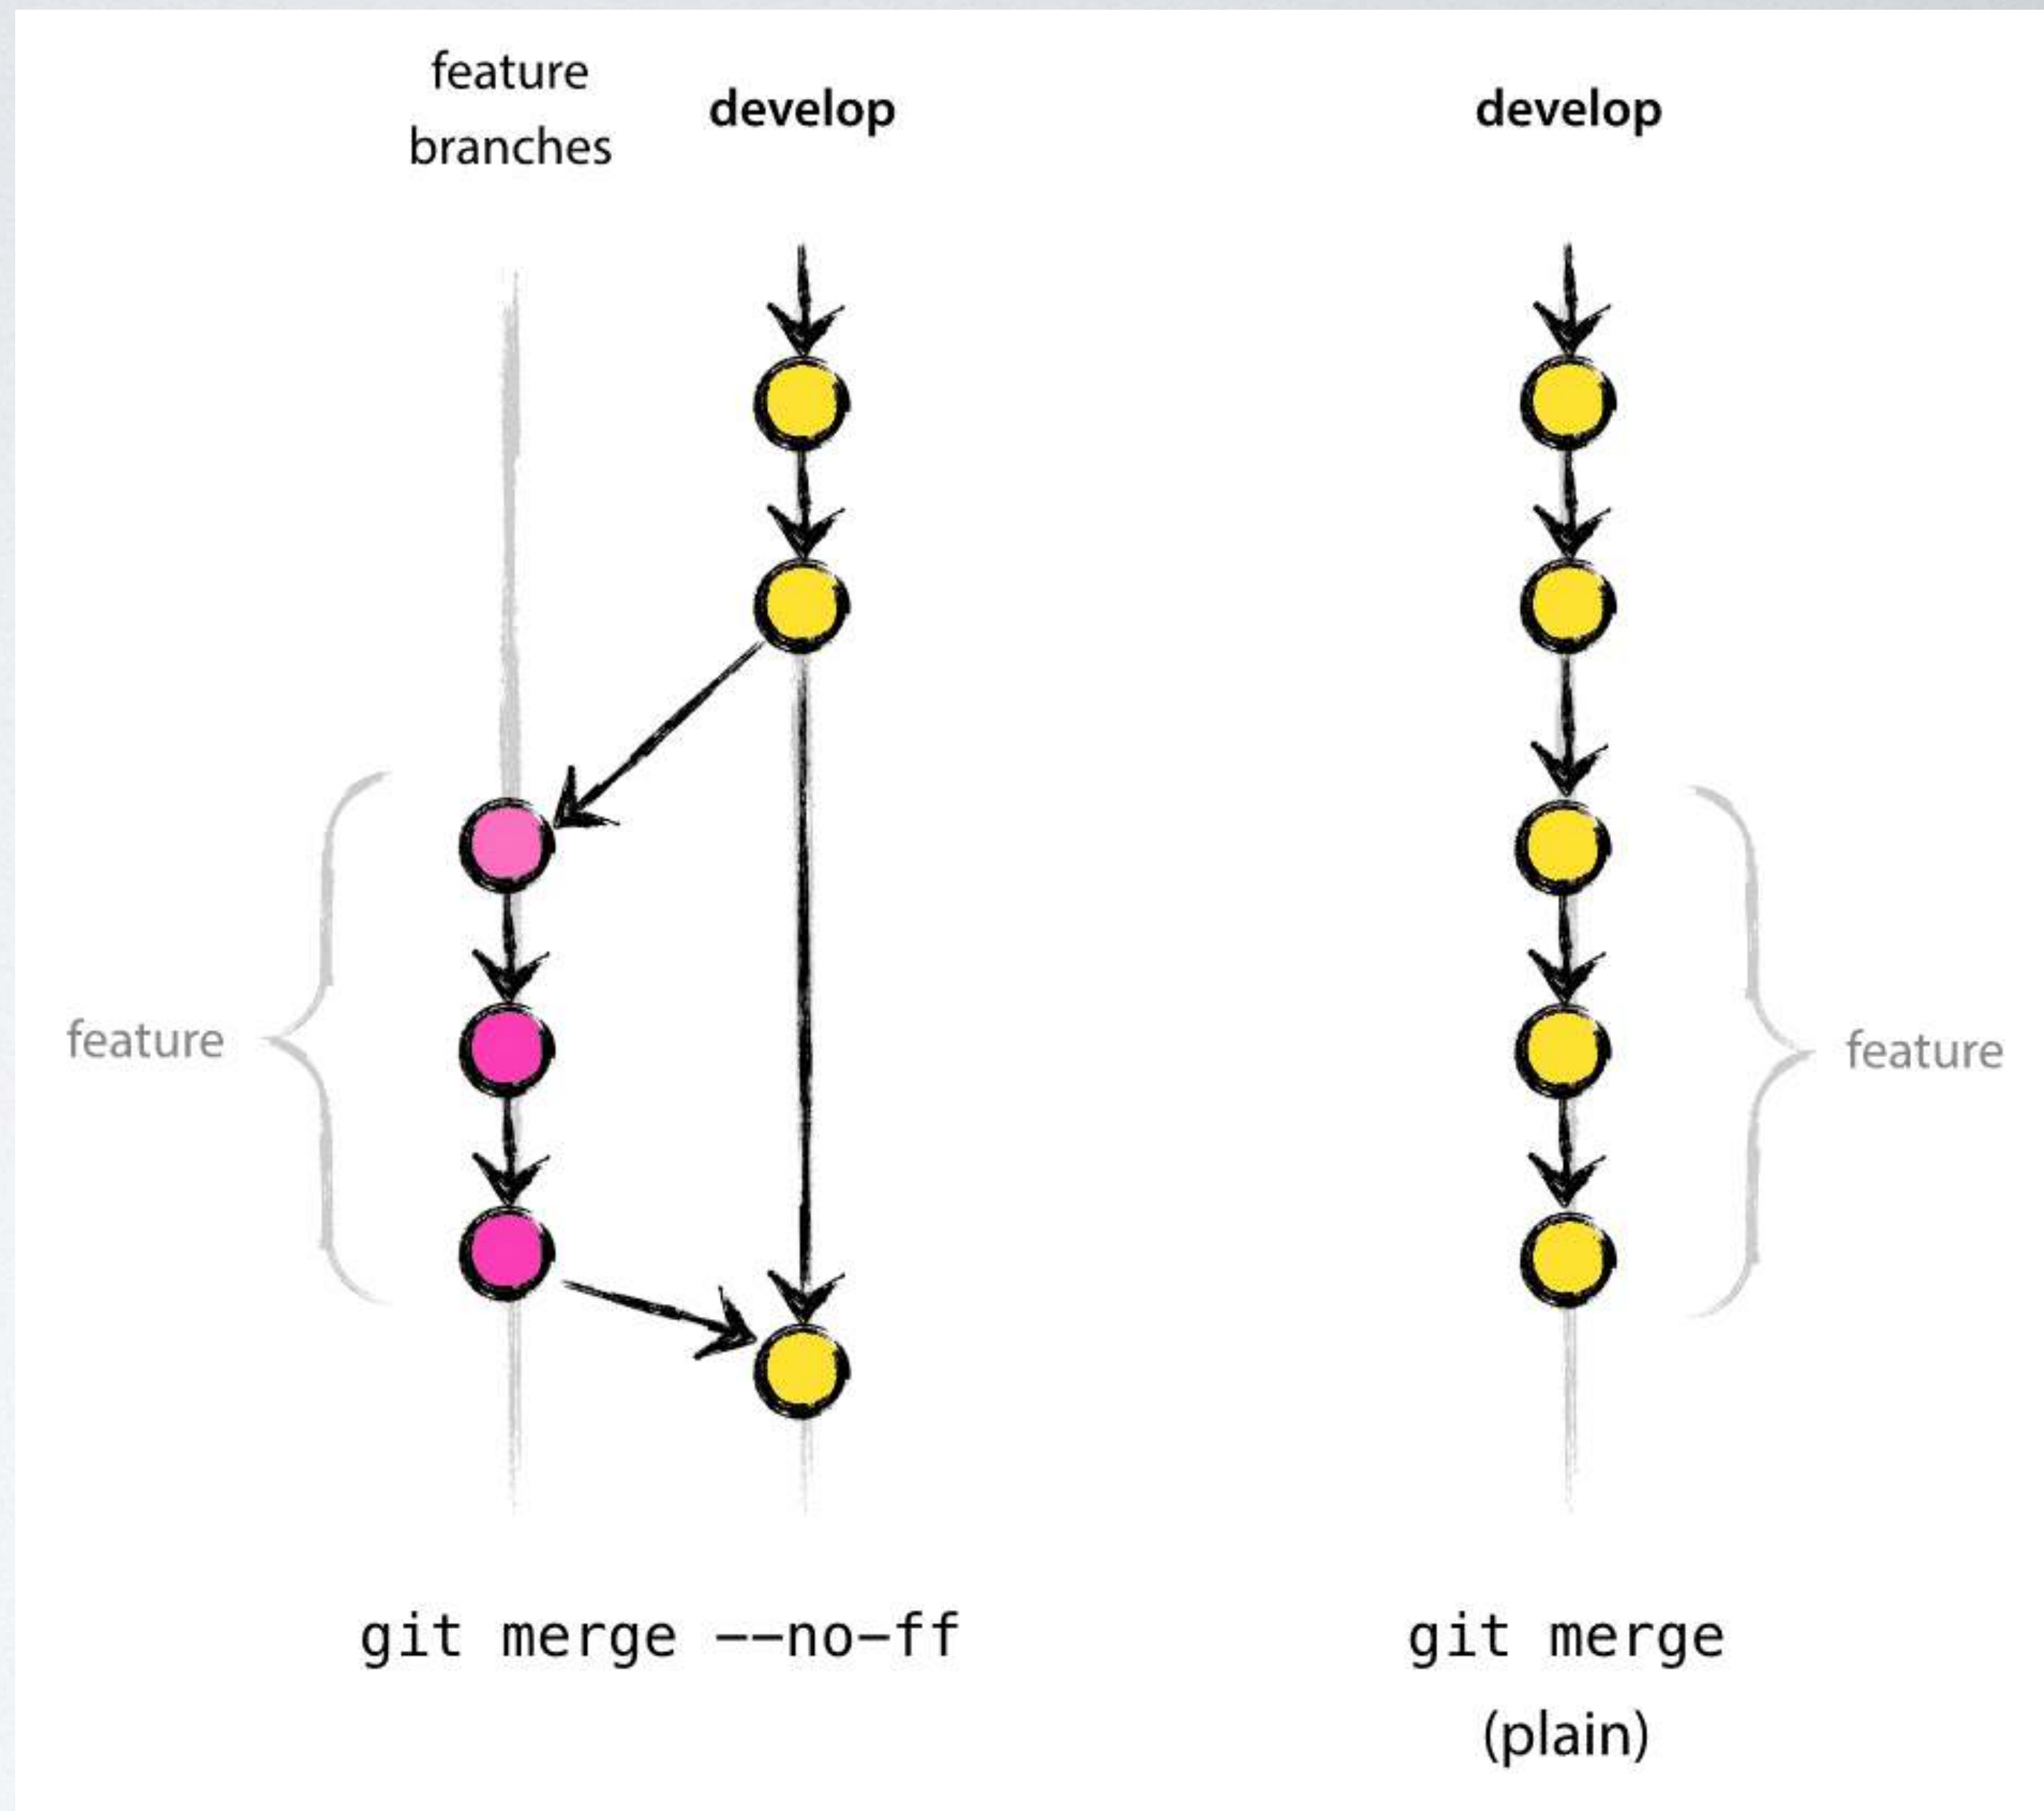 feature
branches
develop
develop
feature
feature
git merge --no-ff
git merge
(plain)